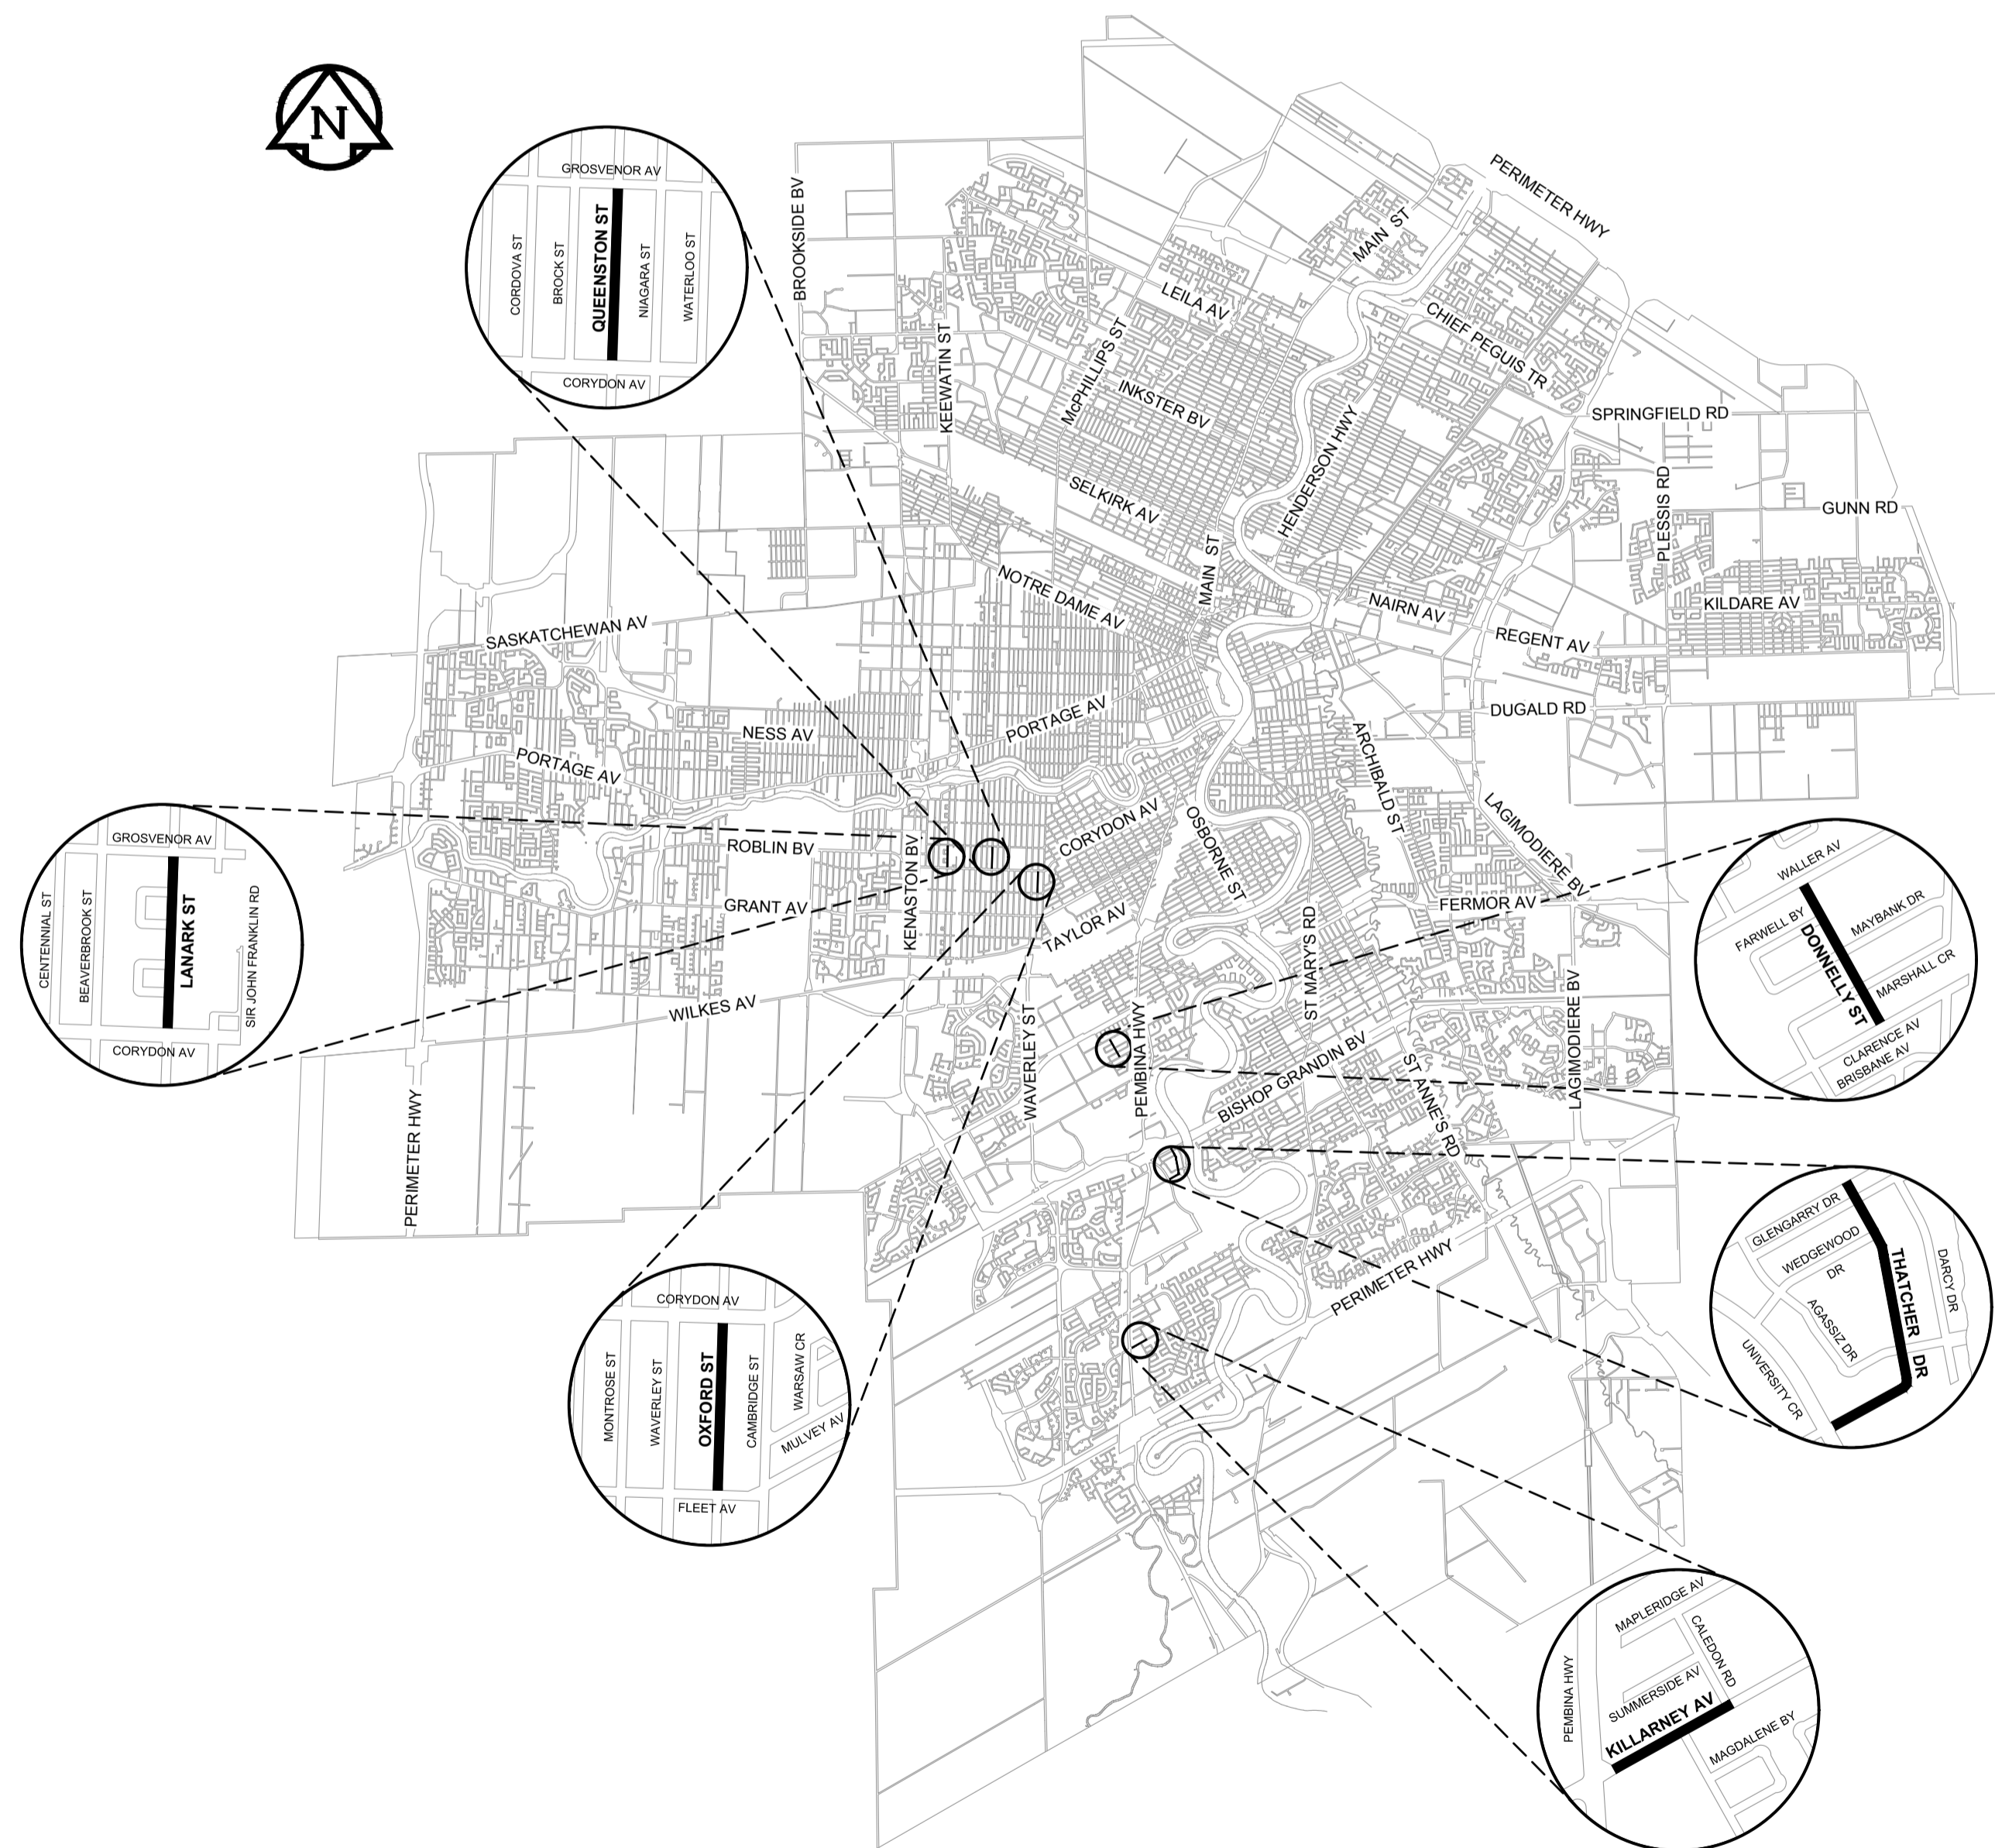 N
GROSVENOR AV
CORDOVA ST
BROCK ST
QUEENSTON ST
NIAGARA ST
WATERLOO ST
CORYDON AV
BROOKSIDE BV
PERIMETER HWY
MAIN ST
LEILA AV
CHIEF PEGUIS TR
KEEWATIN ST
McPHILLIPS ST
INKSTER BV
SPRINGFIELD RD
HENDERSON HWY
SELKIRK AV
PLESSIS RD
GUNN RD
MAIN ST
NOTRE DAME AV
NAIRN AV
KILDARE AV
SASKATCHEWAN AV
REGENT AV
PORTAGE AV
DUGALD RD
NESS AV
PORTAGE AV
ARCHIBALD ST
LAGIMODIERE BV
CORYDON AV
OSBORNE ST
ROBLIN BV
KENASTON BV
GRANT AV
FERMOR AV
TAYLOR AV
ST MARY'S RD
WILKES AV
WAVERLEY ST
PEMBINA HWY
BISHOP GRANDIN BV
ST ANNE'S RD
LAGIMODIERE BV
PERIMETER HWY
PERIMETER HWY
GROSVENOR AV
CENTENNIAL ST
BEAVERBROOK ST
LANARK ST
SIR JOHN FRANKLIN RD
CORYDON AV
WALLER AV
FARWELL BY
DONNELLY ST
MAYBANK DR
MARSHALL CR
CLARENCE AV
BRISBANE AV
GLENGARRY DR
WEDGEWOOD
DR
THATCHER DR
DARCY DR
AGASSIZ DR
UNIVERSITY CR
CORYDON AV
MONTROSE ST
WAVERLEY ST
OXFORD ST
CAMBRIDGE ST
WARSAW CR
MULVEY AV
FLEET AV
MAPLERIDGE AV
CALEDON RD
PEMBINA HWY
SUMMERSIDE AV
KILLARNEY AV
MAGDALENE BY